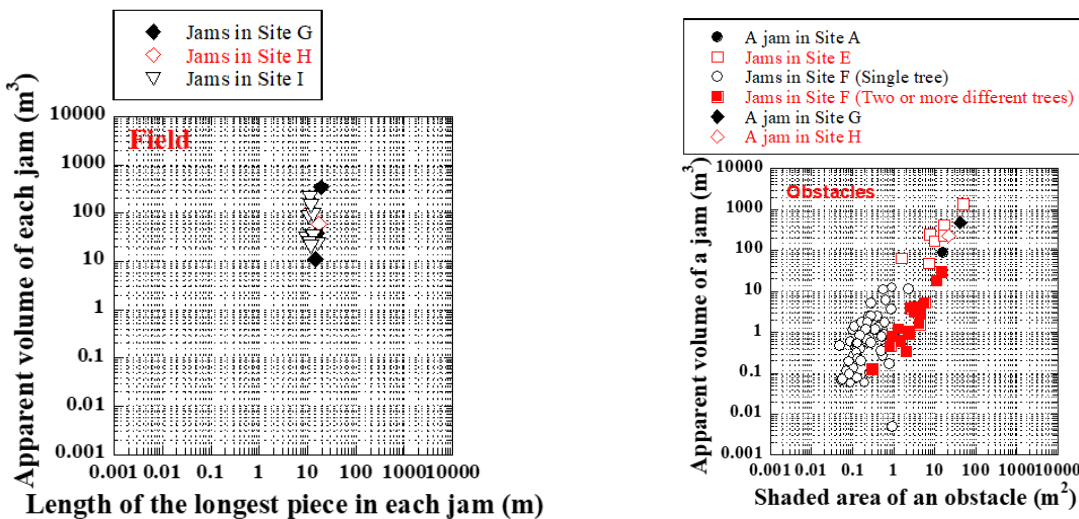 Jams in Site G
Jams in Site H
Jams in Site I
Apparent volume of each jam (m³)
10000
1000
100
10
1
0.1
0.01
0.001
Field
0.001 0.01 0.1 1 10 100 1000 10000
Length of the longest piece in each jam (m)
A jam in Site A
Jams in Site E
Jams in Site F (Single tree)
Jams in Site F (Two or more different trees)
A jam in Site G
A jam in Site H
Apparent volume of a jam (m³)
10000
1000
100
10
1
0.1
0.01
0.001
Obstacles
0.001 0.01 0.1 1 10 100 1000 10000
Shaded area of an obstacle (m²)